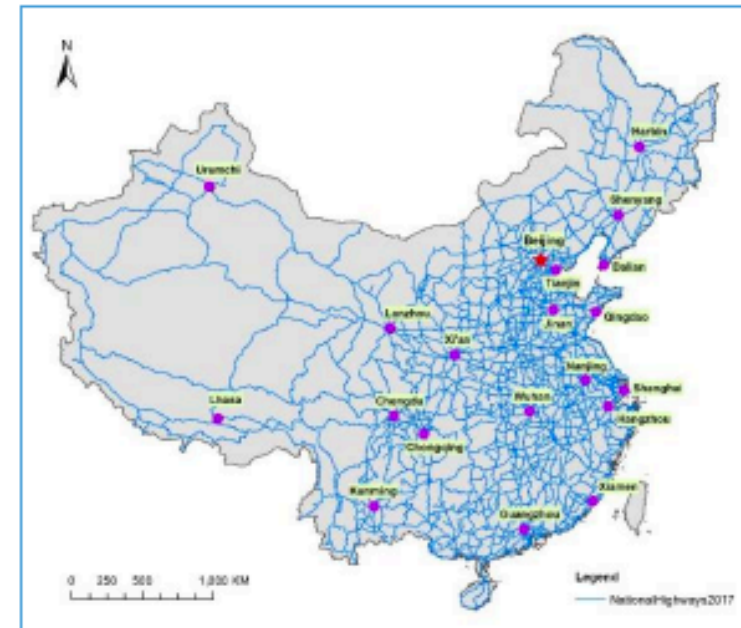 N
Harbin
Urumchi
Shenyang
Beijing
Dalian
Tianjin
Lanzhou
Jinan
Qingdao
Xi'an
Nanjing
Shanghai
Lhasa
Chengdu
Wuhan
Hangzhou
Chongqing
Kunming
Xiamen
Guangzhou
0 250 500 1,000 KM
Legend
NationalHighways2017